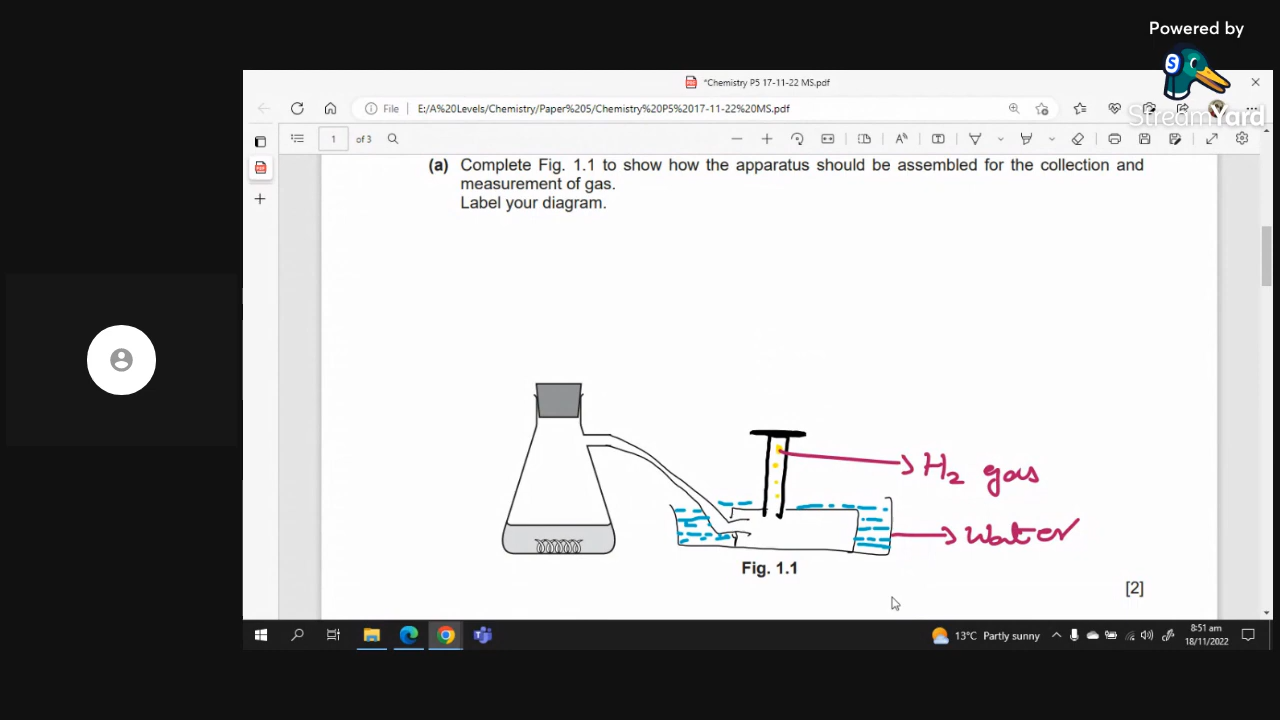 Powered by
StreamYard
*Chemistry P5 17-11-22 MS.pdf
File
E:/A%20Levels/Chemistry/Paper%205/Chemistry%20P5%2017-11-22%20MS.pdf
1 of 3
(a) Complete Fig. 1.1 to show how the apparatus should be assembled for the collection and
measurement of gas.
Label your diagram.
H2 gas
Water
Fig. 1.1
[2]
13°C Partly sunny
8:51 am
18/11/2022